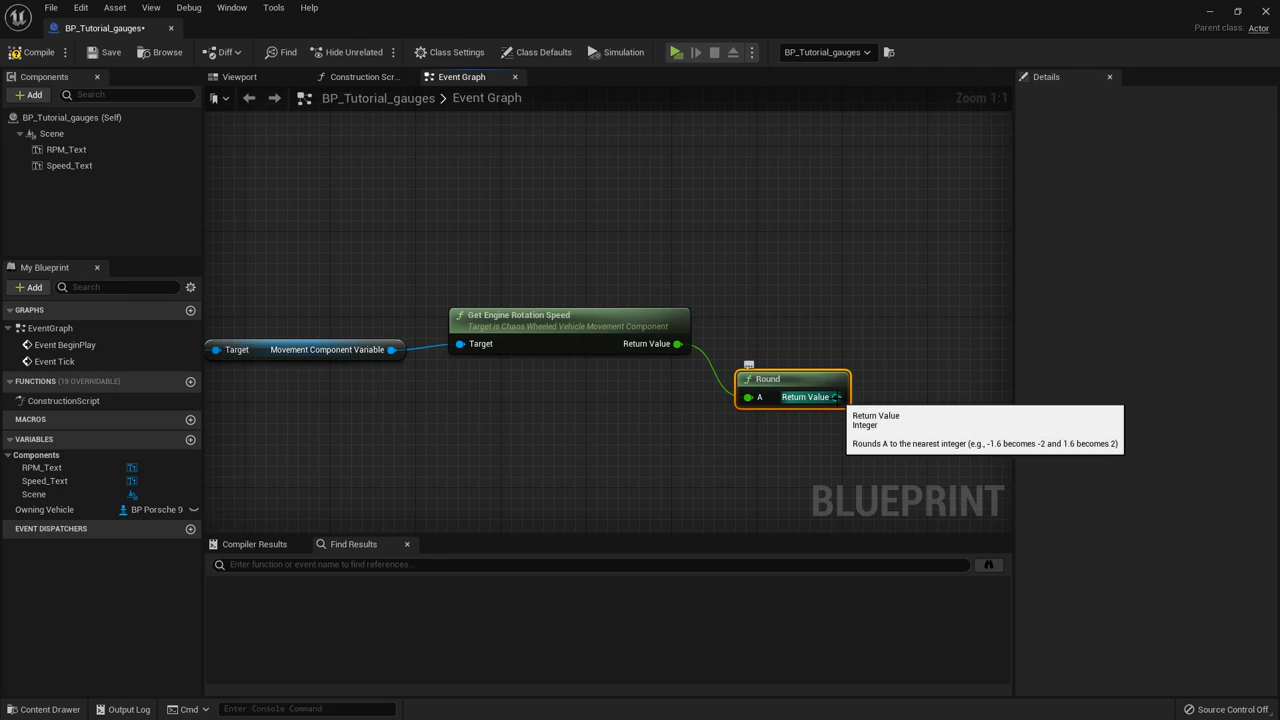 File Edit Asset View Debug Window Tools Help
BP_Tutorial_gauges*
Parent class: Actor
Compile Save Browse Diff Find Hide Unrelated Class Settings Class Defaults Simulation BP_Tutorial_gauges
Components
Add Search
BP_Tutorial_gauges (Self)
Scene
RPM_Text
Speed_Text
My Blueprint
Add Search
GRAPHS
EventGraph
Event BeginPlay
Event Tick
FUNCTIONS (19 OVERRIDABLE)
ConstructionScript
MACROS
VARIABLES
Components
RPM_Text
Speed_Text
Scene
Owning Vehicle BP Porsche 9
EVENT DISPATCHERS
Viewport Construction Scr... Event Graph
BP_Tutorial_gauges > Event Graph
Zoom 1:1
Target Movement Component Variable
Get Engine Rotation Speed
Target is Chaos Wheeled Vehicle Movement Component
Target Return Value
Round
A Return Value
Return Value
Integer
Rounds A to the nearest integer (e.g., -1.6 becomes -2 and 1.6 becomes 2)
BLUEPRINT
Compiler Results Find Results
Enter function or event name to find references...
Details
Content Drawer Output Log Cmd Enter Console Command
Source Control Off